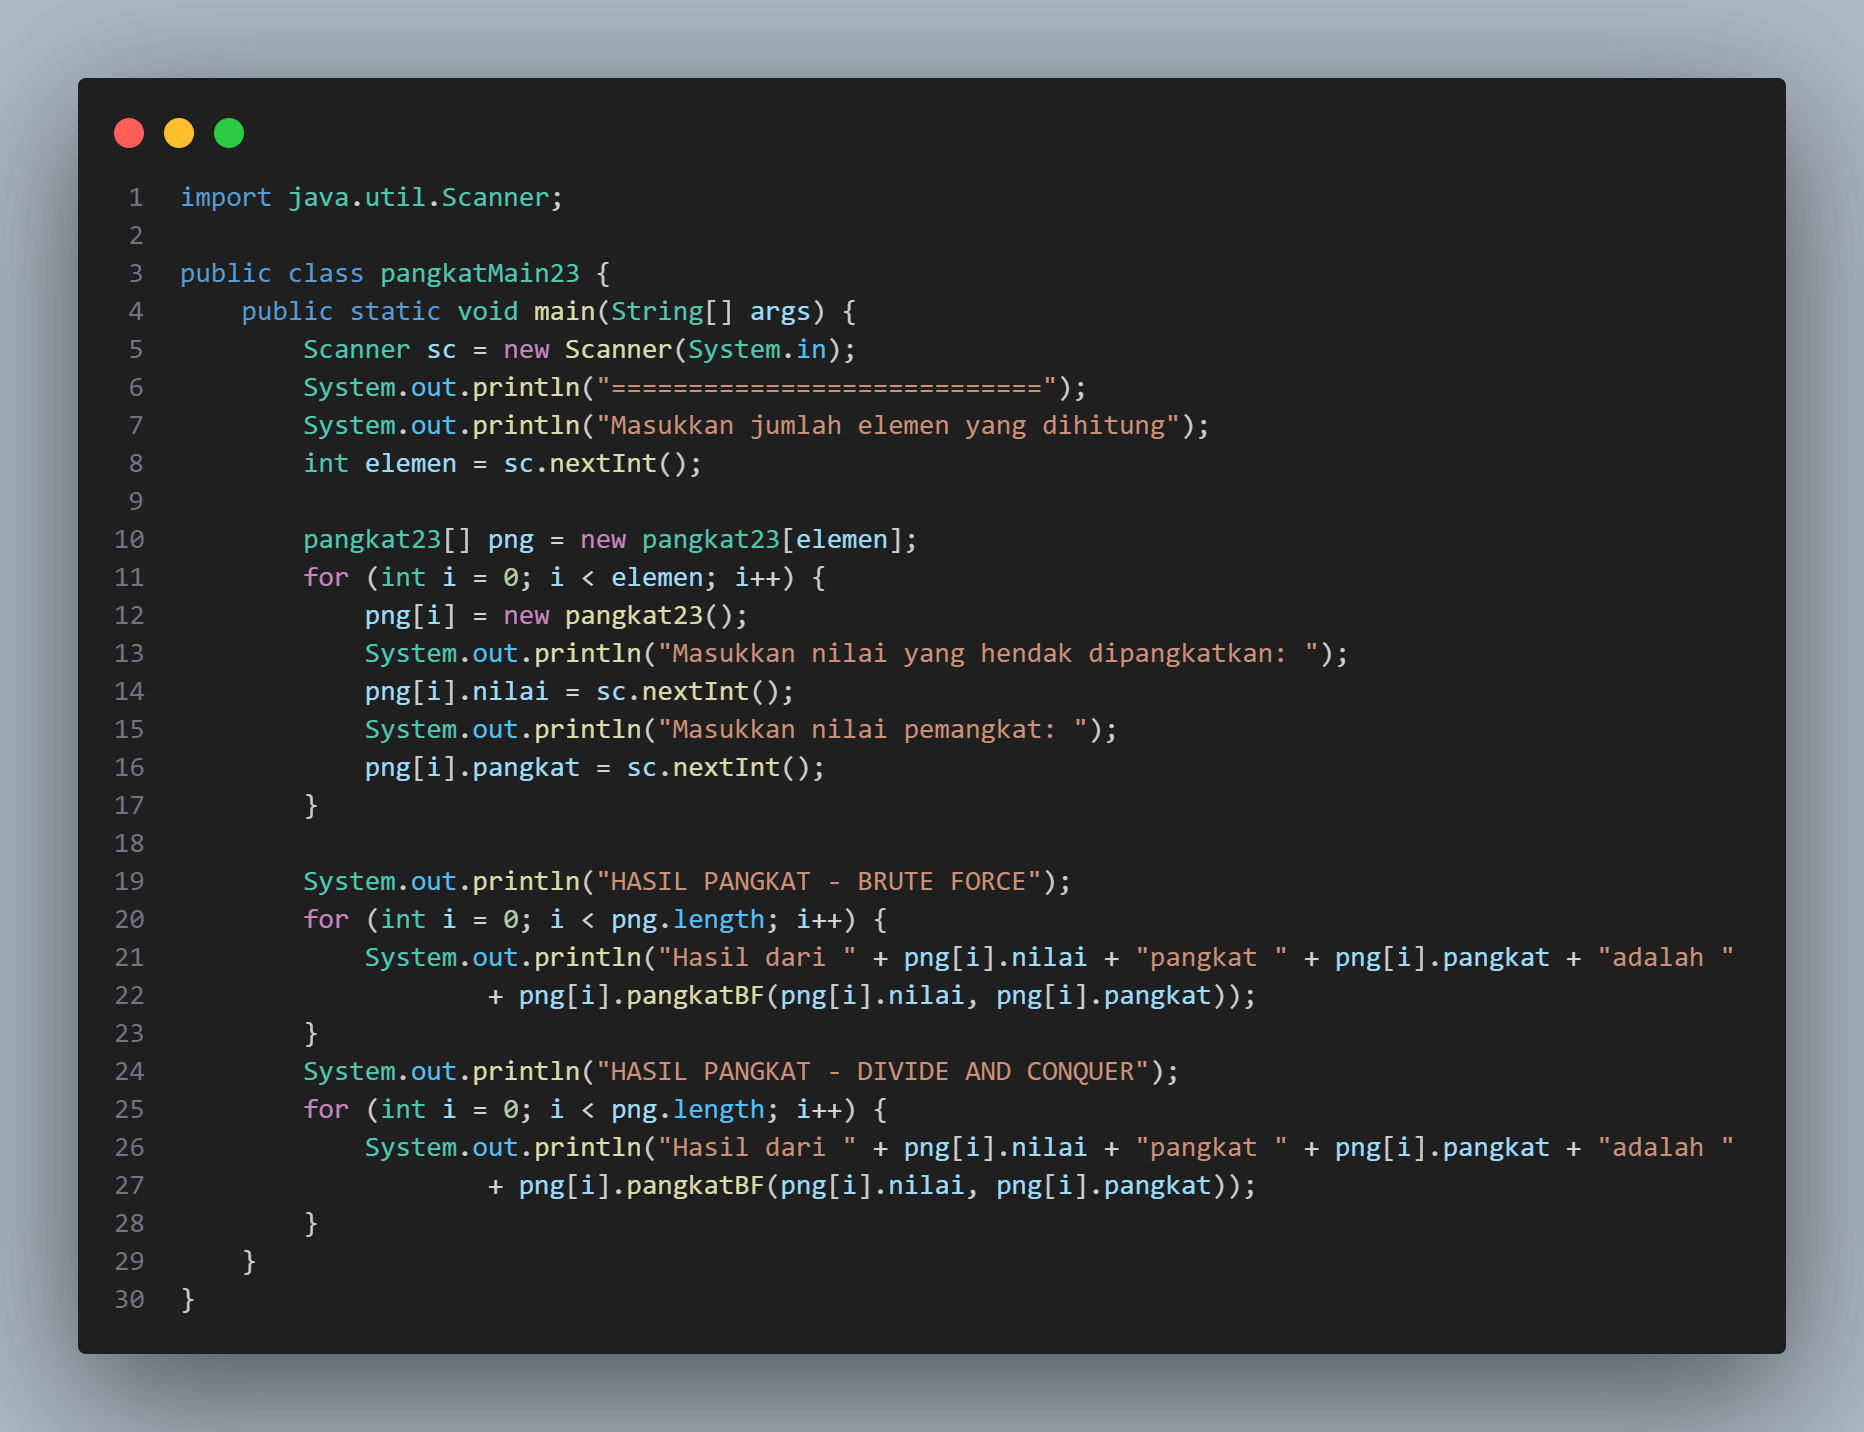 1 import java.util.Scanner;
2
3 public class pangkatMain23 {
4     public static void main(String[] args) {
5         Scanner sc = new Scanner(System.in);
6         System.out.println("============================");
7         System.out.println("Masukkan jumlah elemen yang dihitung");
8         int elemen = sc.nextInt();
9
10         pangkat23[] png = new pangkat23[elemen];
11         for (int i = 0; i < elemen; i++) {
12             png[i] = new pangkat23();
13             System.out.println("Masukkan nilai yang hendak dipangkatkan: ");
14             png[i].nilai = sc.nextInt();
15             System.out.println("Masukkan nilai pemangkat: ");
16             png[i].pangkat = sc.nextInt();
17         }
18
19         System.out.println("HASIL PANGKAT - BRUTE FORCE");
20         for (int i = 0; i < png.length; i++) {
21             System.out.println("Hasil dari " + png[i].nilai + "pangkat " + png[i].pangkat + "adalah "
22                     + png[i].pangkatBF(png[i].nilai, png[i].pangkat));
23         }
24         System.out.println("HASIL PANGKAT - DIVIDE AND CONQUER");
25         for (int i = 0; i < png.length; i++) {
26             System.out.println("Hasil dari " + png[i].nilai + "pangkat " + png[i].pangkat + "adalah "
27                     + png[i].pangkatBF(png[i].nilai, png[i].pangkat));
28         }
29     }
30 }